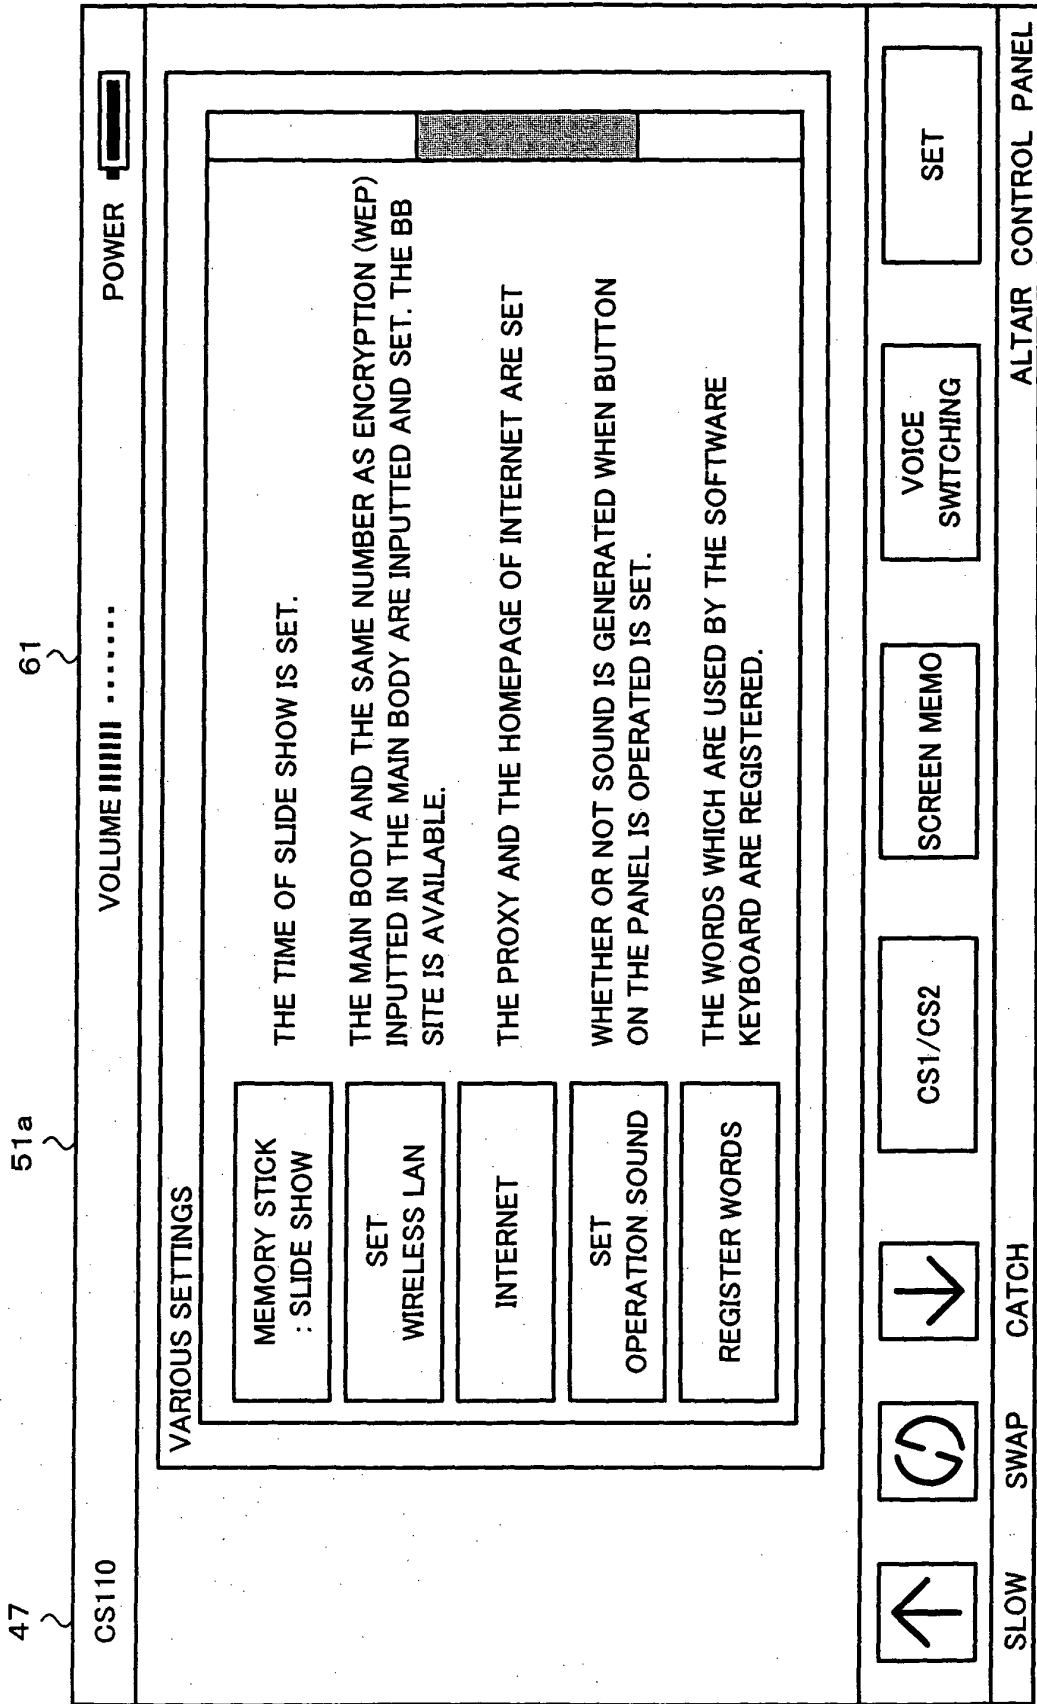 47
51a
61
CS110
VOLUME
POWER
VARIOUS SETTINGS
MEMORY STICK
: SLIDE SHOW
THE TIME OF SLIDE SHOW IS SET.
SET
WIRELESS LAN
THE MAIN BODY AND THE SAME NUMBER AS ENCRYPTION (WEP)
INPUTTED IN THE MAIN BODY ARE INPUTTED AND SET. THE BB
SITE IS AVAILABLE.
INTERNET
THE PROXY AND THE HOMEPAGE OF INTERNET ARE SET
SET
OPERATION SOUND
WHETHER OR NOT SOUND IS GENERATED WHEN BUTTON
ON THE PANEL IS OPERATED IS SET.
REGISTER WORDS
THE WORDS WHICH ARE USED BY THE SOFTWARE
KEYBOARD ARE REGISTERED.
CS1/CS2
SCREEN MEMO
VOICE
SWITCHING
SET
SLOW
SWAP
CATCH
ALTAIR CONTROL PANEL